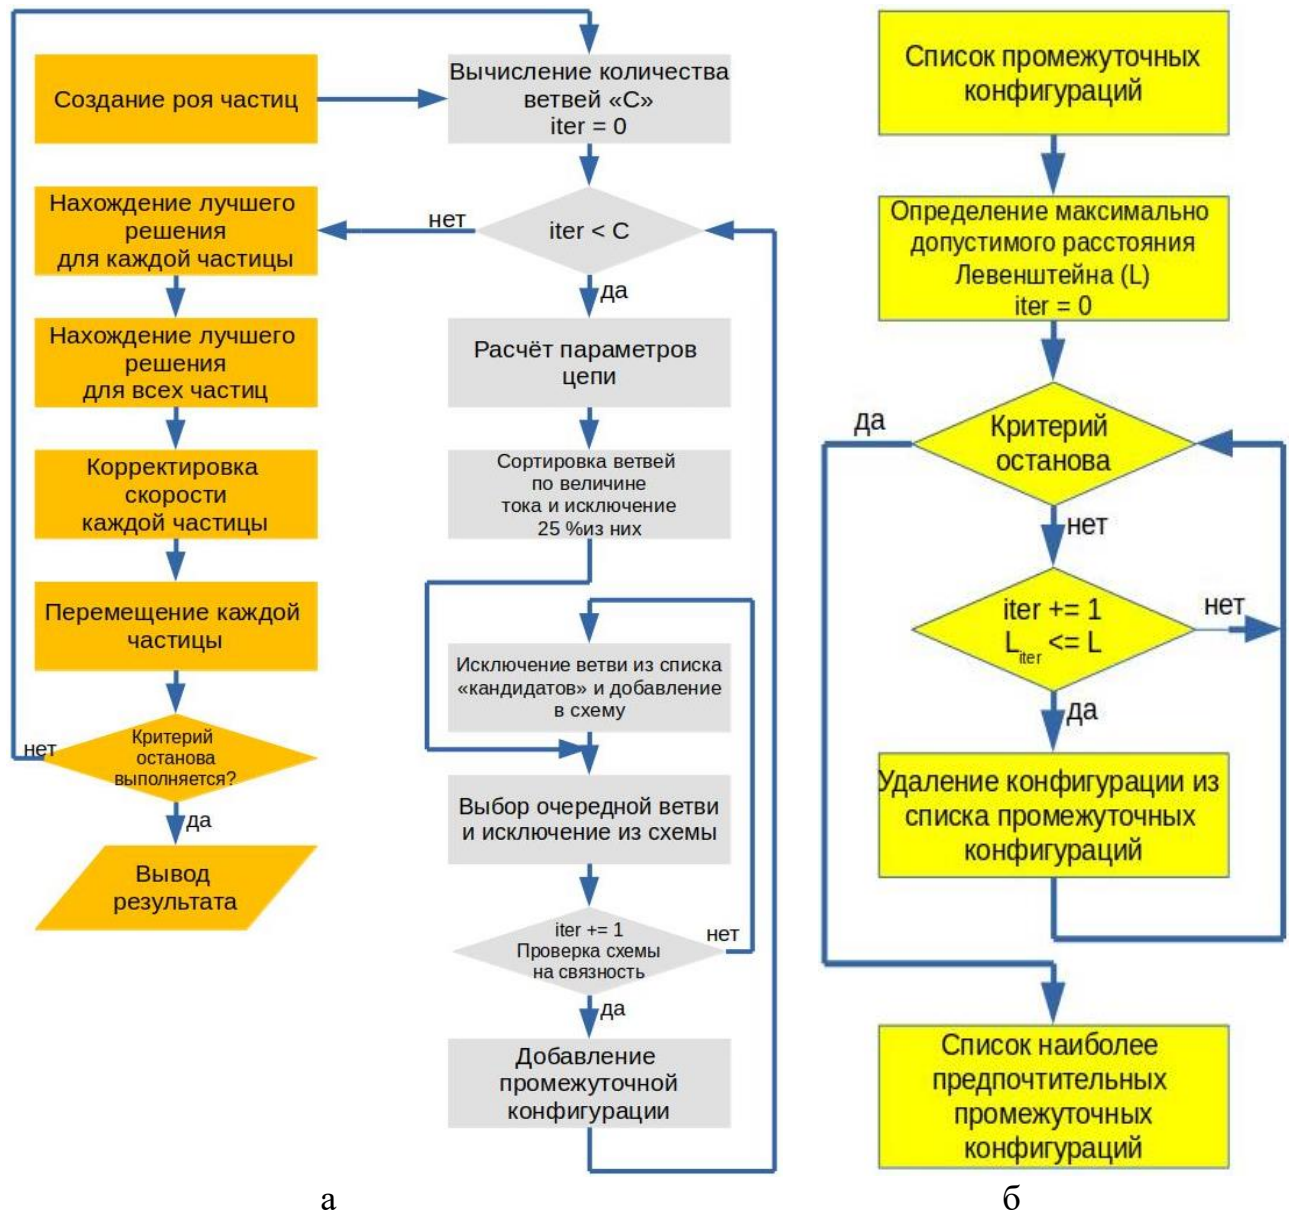 Создание роя частиц
Нахождение лучшего
решения
для каждой частицы
Нахождение лучшего
решения
для всех частиц
Корректировка
скорости
каждой частицы
Перемещение каждой
частицы
нет
Критерий
останова
выполняется?
да
Вывод
результата
Вычисление количества
ветвей «С»
iter = 0
нет
iter < C
да
Расчёт параметров
цепи
Сортировка ветвей
по величине
тока и исключение
25 %из них
Исключение ветви из списка
«кандидатов» и добавление
в схему
Выбор очередной ветви
и исключение из схемы
iter += 1
Проверка схемы
на связность
нет
да
Добавление
промежуточной
конфигурации
а
Список промежуточных
конфигураций
Определение максимально
допустимого расстояния
Левенштейна (L)
iter = 0
да
Критерий
останова
нет
iter += 1
Liter <= L
нет
да
Удаление конфигурации из
списка промежуточных
конфигураций
Список наиболее
предпочтительных
промежуточных
конфигураций
б